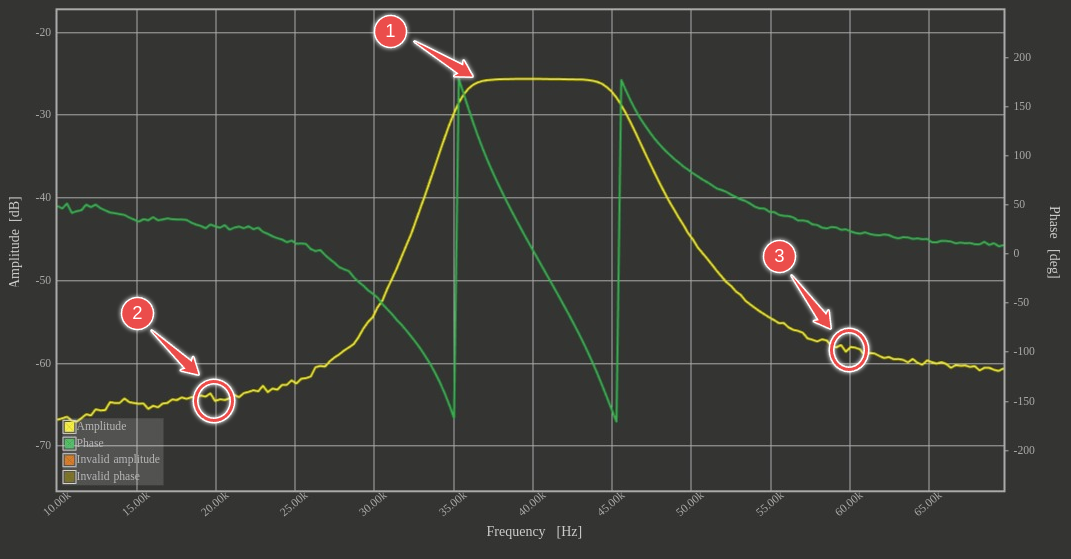 1
-20
-30
-40
-50
-60
-70
Amplitude [dB]
200
150
100
50
0
-50
-100
-150
-200
Phase [deg]
2
3
Amplitude
Phase
Invalid amplitude
Invalid phase
10.00k
15.00k
20.00k
25.00k
30.00k
35.00k
40.00k
45.00k
50.00k
55.00k
60.00k
65.00k
Frequency [Hz]